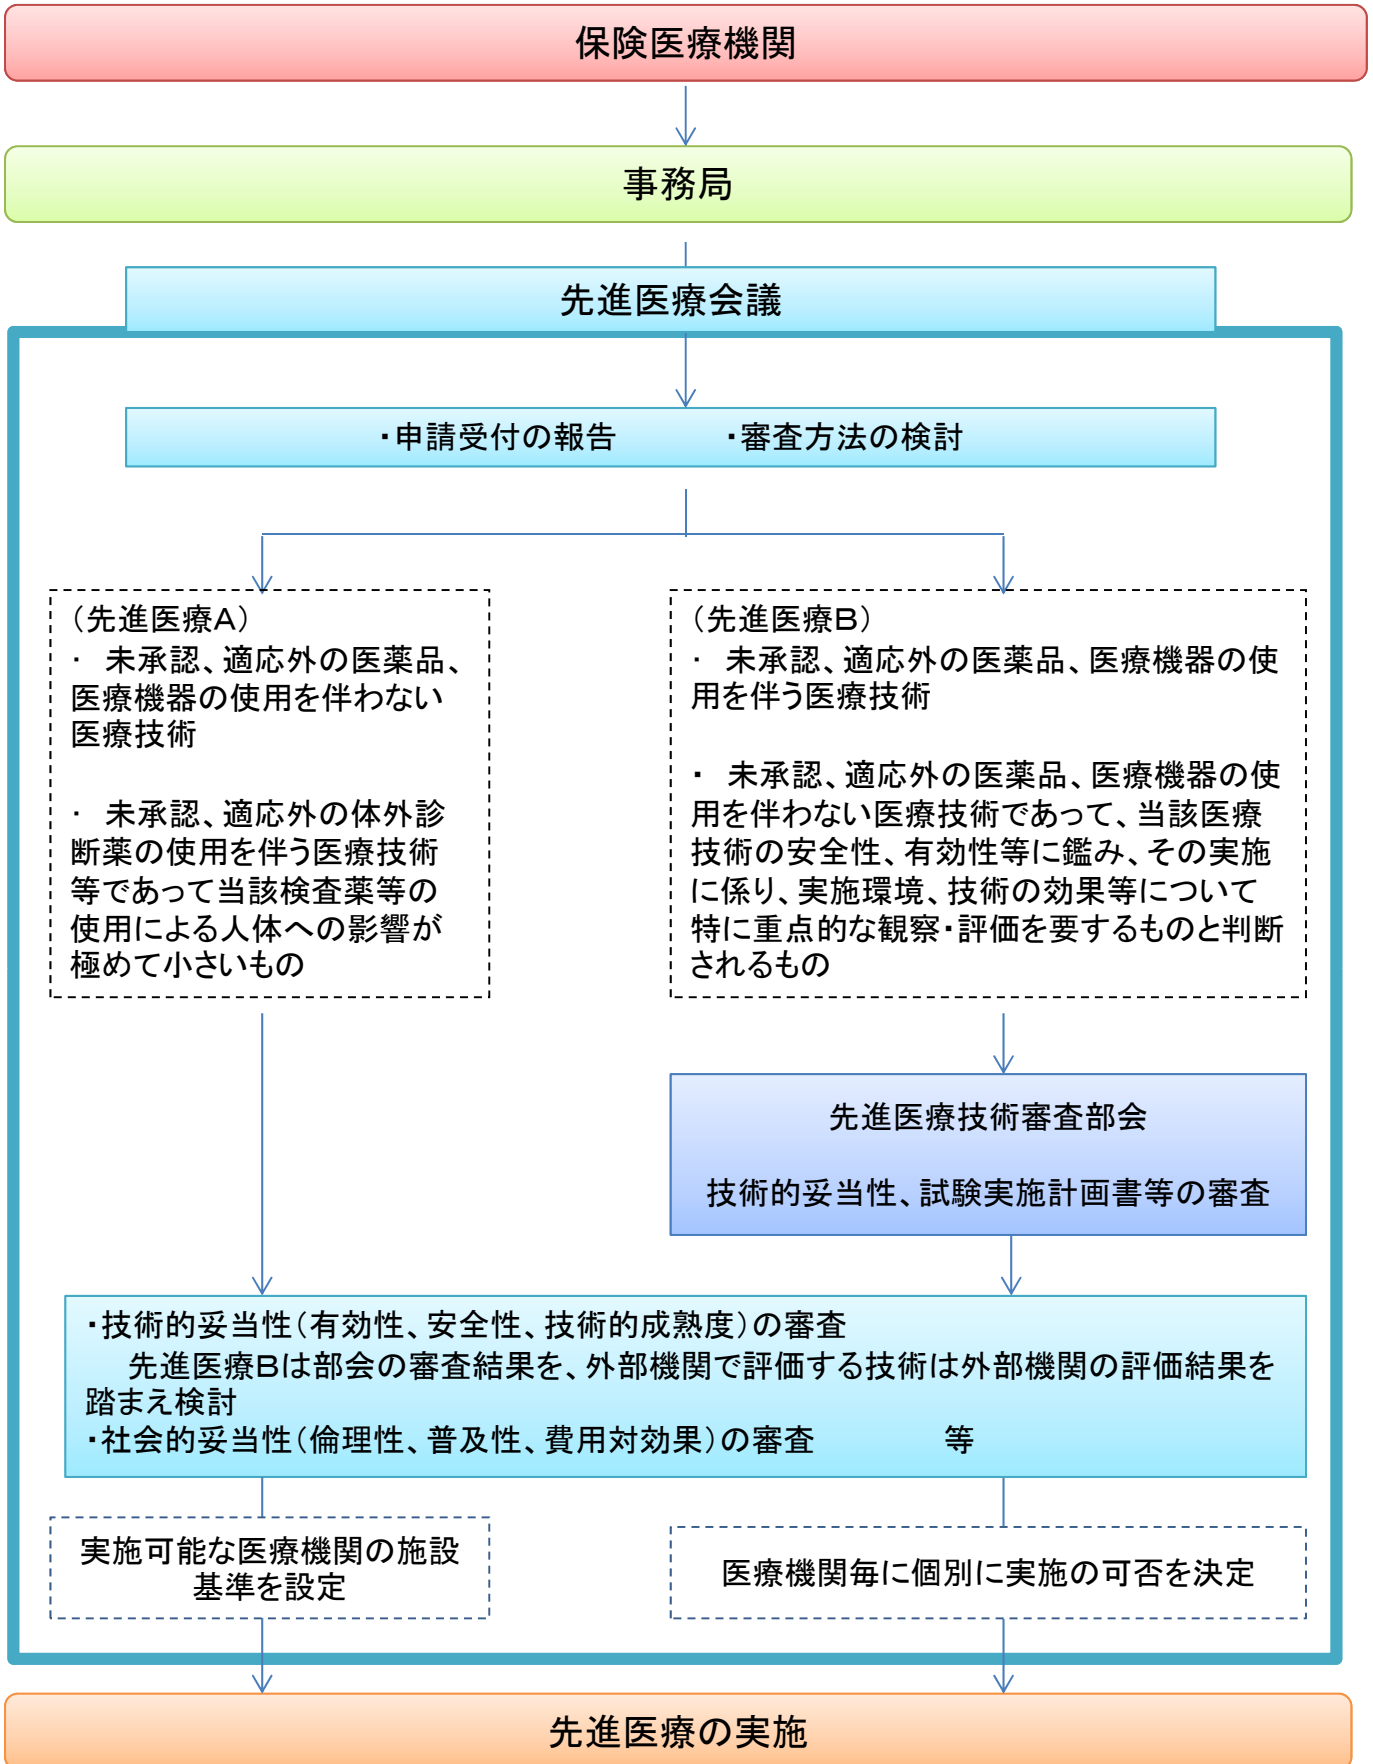 保険医療機関
事務局
先進医療会議
・申請受付の報告　　　・審査方法の検討
（先進医療A）
・　未承認、適応外の医薬品、
医療機器の使用を伴わない
医療技術
・　未承認、適応外の体外診
断薬の使用を伴う医療技術
等であって当該検査薬等の
使用による人体への影響が
極めて小さいもの
（先進医療B）
・　未承認、適応外の医薬品、医療機器の使
用を伴う医療技術
・　未承認、適応外の医薬品、医療機器の使
用を伴わない医療技術であって、当該医療
技術の安全性、有効性等に鑑み、その実施
に係り、実施環境、技術の効果等について
特に重点的な観察・評価を要するものと判断
されるもの
先進医療技術審査部会
技術的妥当性、試験実施計画書等の審査
・技術的妥当性（有効性、安全性、技術的成熟度）の審査
　先進医療Bは部会の審査結果を、外部機関で評価する技術は外部機関の評価結果を
踏まえ検討
・社会的妥当性（倫理性、普及性、費用対効果）の審査　　　　等
実施可能な医療機関の施設
基準を設定
医療機関毎に個別に実施の可否を決定
先進医療の実施